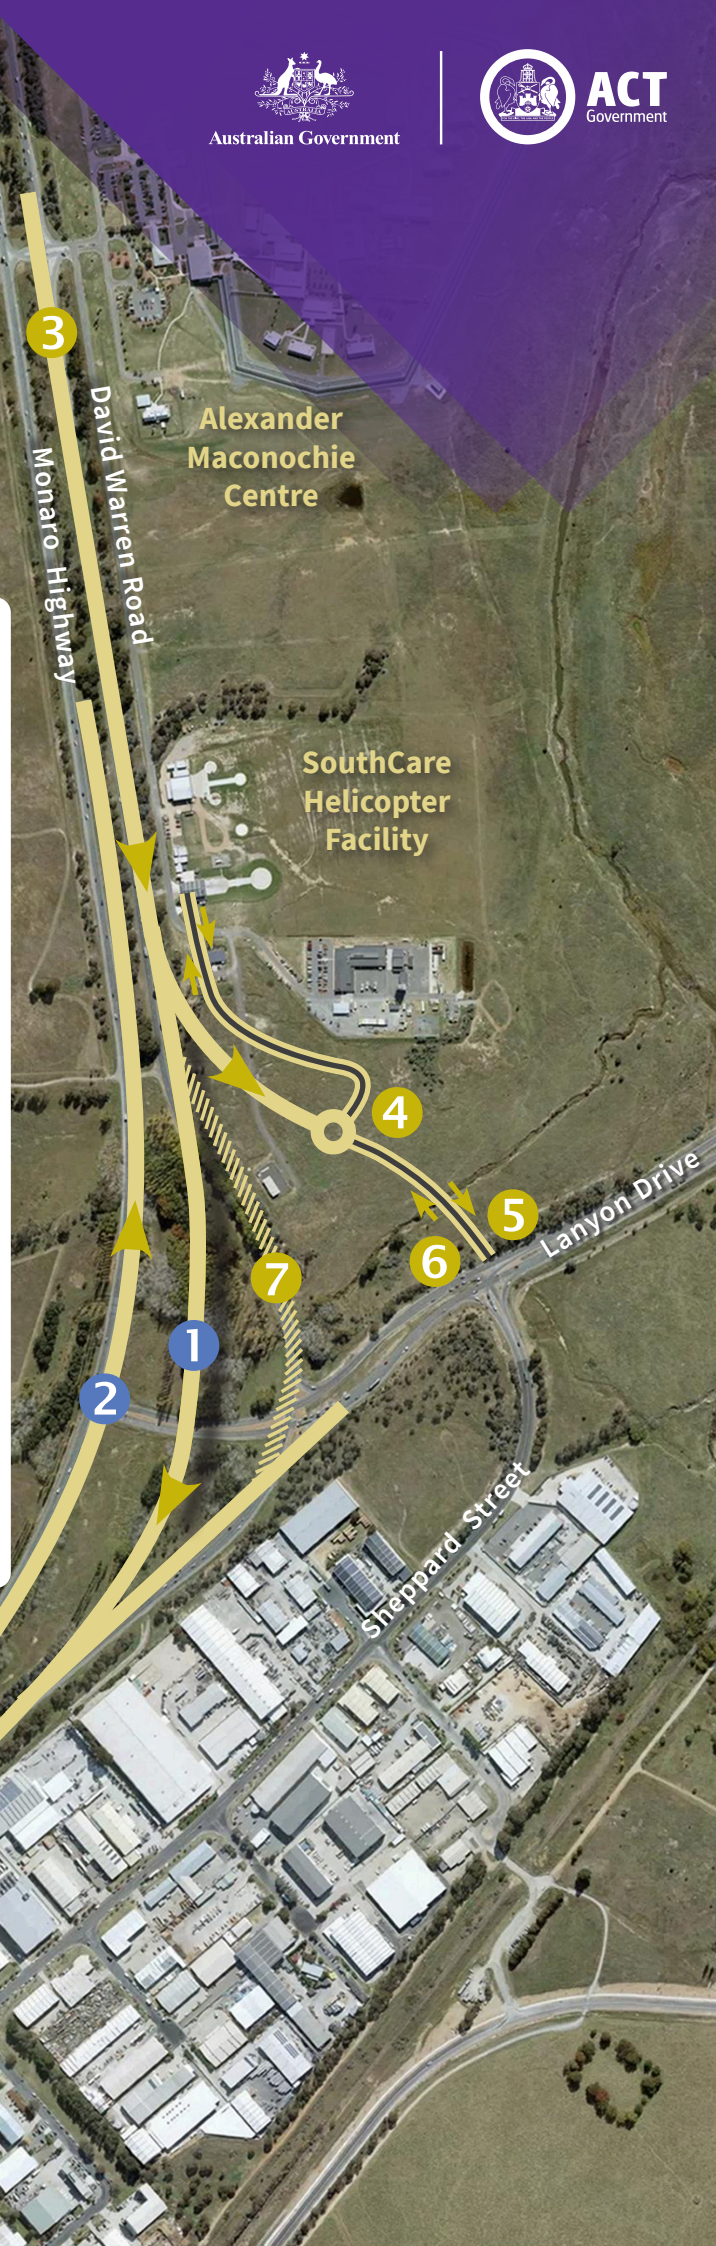 Australian Government
ACT
Government
3
David Warren Road
Monaro Highway
Alexander
Maconochie
Centre
SouthCare
Helicopter
Facility
4
5
Lanyon Drive
6
7
1
2
Sheppard Street